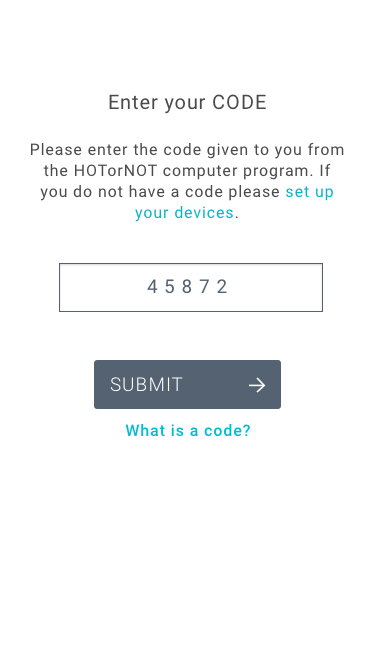 Enter your CODE
Please enter the code given to you from
the HOTorNOT computer program. If
you do not have a code please set up
your devices.
45872
SUBMIT
What is a code?